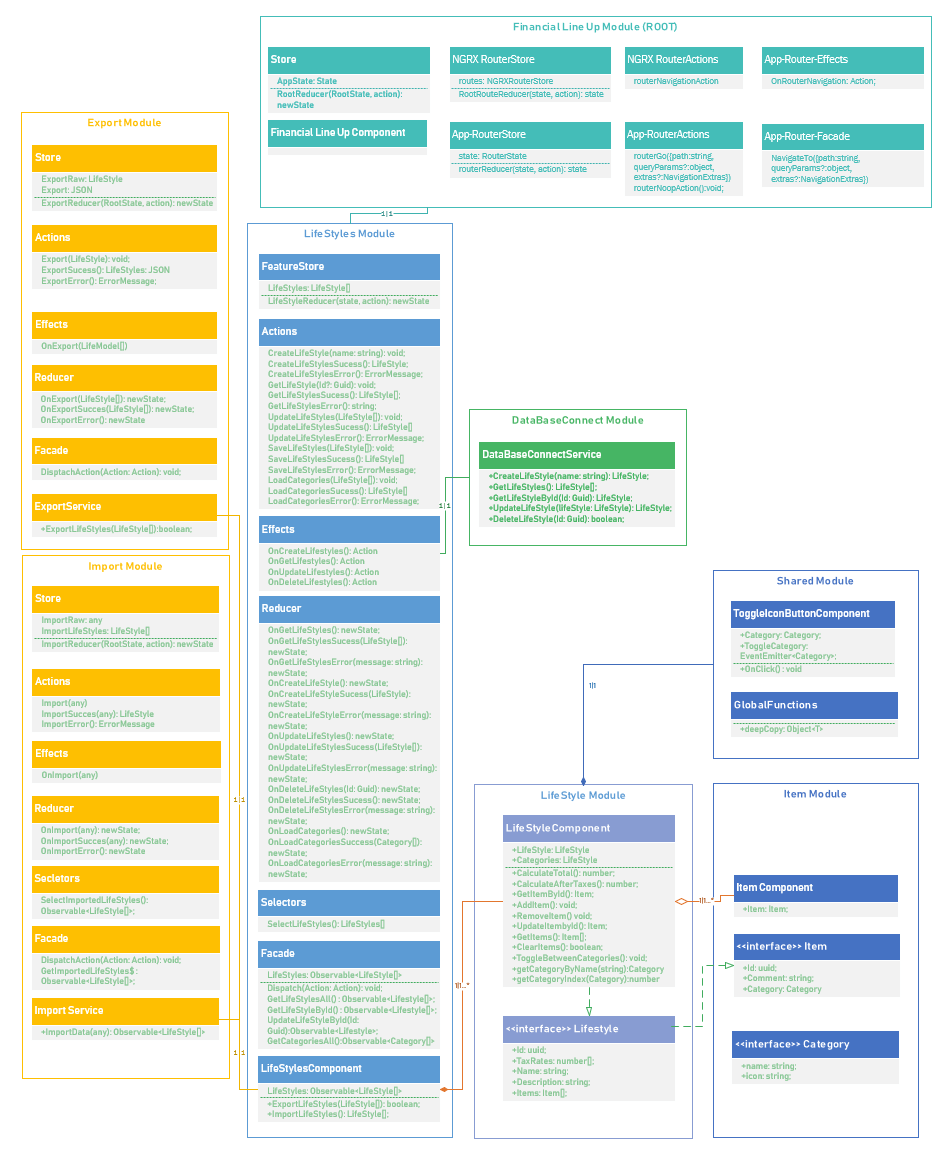 Financial Line Up Module (ROOT)
Store
AppState: State
RootReducer(RootState, action):
newState
Financial Line Up Component
NGRX RouterStore
routes: NGRXRouterStore
RootRouteReducer(state, action): state
App-RouterStore
state: RouterState
routerReducer(state, action): state
NGRX RouterActions
routerNavigationAction
App-RouterActions
routerGo({path:string,
queryParams?:object,
extras?:NavigationExtras})
routerNoopAction():void;
App-Router-Effects
OnRouterNavigation: Action;
App-Router-Facade
NavigateTo({path:string,
queryParams?:object,
extras?:NavigationExtras})
1|1
Export Module
Store
ExportRaw: LifeStyle
Export: JSON
ExportReducer(RootState, action): newState
Actions
Export(LifeStyle): void;
ExportSucess(): LifeStyles: JSON
ExportError(): ErrorMessage;
Effects
OnExport(LifeModel[])
Reducer
OnExport(LifeStyle[]): newState;
OnExportSucces(LifeStyle[]): newState;
OnExportError(): newState
Facade
DisptachAction(Action: Action): void;
ExportService
+ExportLifeStyles(LifeStyle[]):boolean;
Import Module
Store
ImportRaw: any
ImportLifeStyles: LifeStyle[]
ImportReducer(RootState, action): newState
Actions
Import(any)
ImportSucces(any): LifeStyle
ImportError(): ErrorMessage
Effects
OnImport(any)
Reducer
OnImport(any): newState;
OnImportSucces(any): newState;
OnImportError(): newState
Secletors
SelectImportedLifeStyles():
Observable<LifeStyle[]>;
Facade
DispatchAction(Action: Action): void;
GetImportedLifeStyles$ :
Observable<LifeStyle[]>;
Import Service
+ImportData(any): Observable<LifeStyle[]>
1|1
1|1
LifeStyles Module
FeatureStore
LifeStyles: LifeStyle[]
LifeStyleReducer(state, action): newState
Actions
CreateLifeStyle(name: string): void;
CreateLifeStylesSucess(): LifeStyle;
CreateLifeStylesError(): ErrorMessage;
GetLifeStyle(Id?: Guid): void;
GetLifeStylesSucess(): LifeStyle[];
GetLifeStylesError(): string;
UpdateLifeStyles(LifeStyle[]): void;
UpdateLifeStylesSucess(): LifeStyle[]
UpdateLifeStylesError(): ErrorMessage;
SaveLifeStyles(LifeStyle[]): void;
SaveLifeStylesSucess(): LifeStyle[]
SaveLifeStylesError(): ErrorMessage;
LoadCategories(LifeStyle[]): void;
LoadCategoriesSucess(): LifeStyle[]
LoadCategoriesError(): ErrorMessage;
Effects
OnCreateLifestyles(): Action
OnGetLifestyles(): Action
OnUpdateLifestyles(): Action
OnDeleteLifestyles(): Action
Reducer
OnGetLifeStyles(): newState;
OnGetLifeStylesSucess(LifeStyle[]):
newState;
OnGetLifeStylesError(message: string):
newState;
OnCreateLifeStyle(): newState;
OnCreateLifeStyleSucess(LifeStyle):
newState;
OnCreateLifeStyleError(message: string):
newState;
OnUpdateLifeStyles(): newState;
OnUpdateLifeStylesSucess(LifeStyle[]):
newState;
OnUpdateLifeStylesError(message: string):
newState;
OnDeleteLifeStyles(Id: Guid): newState;
OnDeleteLifeStylesSucess(): newState;
OnDeleteLifeStylesError(message: string):
newState;
OnLoadCategories(): newState;
OnLoadCategoriesSuccess(Category[]):
newState;
OnLoadCategoriesError(message: string):
newState;
Selectors
SelectLifeStyles(): LifeStyles[]
Facade
LifeStyles: Observable<LifeStyle[]>
Dispatch(Action: Action): void;
GetLifeStylesAll() : Observable<Lifestyle[]>;
GetLifeStyleById() : Observable<LifeStyle[]>;
UpdateLifeStyleById(Id:
Guid):Observable<Lifestyle>;
GetCategoriesAll():Observable<Category[]>
LifeStylesComponent
LifeStyles: Observable<LifeStyle[]>
+ExportLifeStyles(LifeStyle[]): boolean;
+ImportLifeStyles(): LifeStyle[];
1|1
DataBaseConnect Module
DataBaseConnectService
+CreateLifeStyle(name: string): LifeStyle;
+GetLifeStyles(): LifeStyle[];
+GetLifeStyleById(Id: Guid): LifeStyle;
+UpdateLifeStyle(lifeStyle: LifeStyle): LifeStyle;
+DeleteLifeStyle(Id: Guid): boolean;
Shared Module
ToggleIconButtonComponent
+Category: Category;
+ToggleCategory:
EventEmitter<Category>;
+OnClick() : void
GlobalFunctions
+deepCopy: Object<T>
1|1
LifeStyle Module
LifeStyleComponent
+LifeStyle: LifeStyle
+Categories: LifeStyle
+CalculateTotal(): number;
+CalculateAfterTaxes(): number;
+GetItemById(): Item;
+AddItem(): void;
+RemoveItem() void;
+UpdateItembyId(): Item;
+GetItems(): Item[];
+ClearItems(): boolean;
+ToggleBetweenCategories(): void;
+getCategoryByName(string):Category
+getCategoryIndex(Category):number
<<interface>> Lifestyle
+Id: uuid;
+TaxRates: number[];
+Name: string;
+Description: string;
+Items: Item[];
1|1..*
1|1..*
Item Module
Item Component
+Item: Item;
<<interface>> Item
+Id: uuid;
+Comment: string;
+Category: Category
<<interface>> Category
+name: string;
+icon: string;